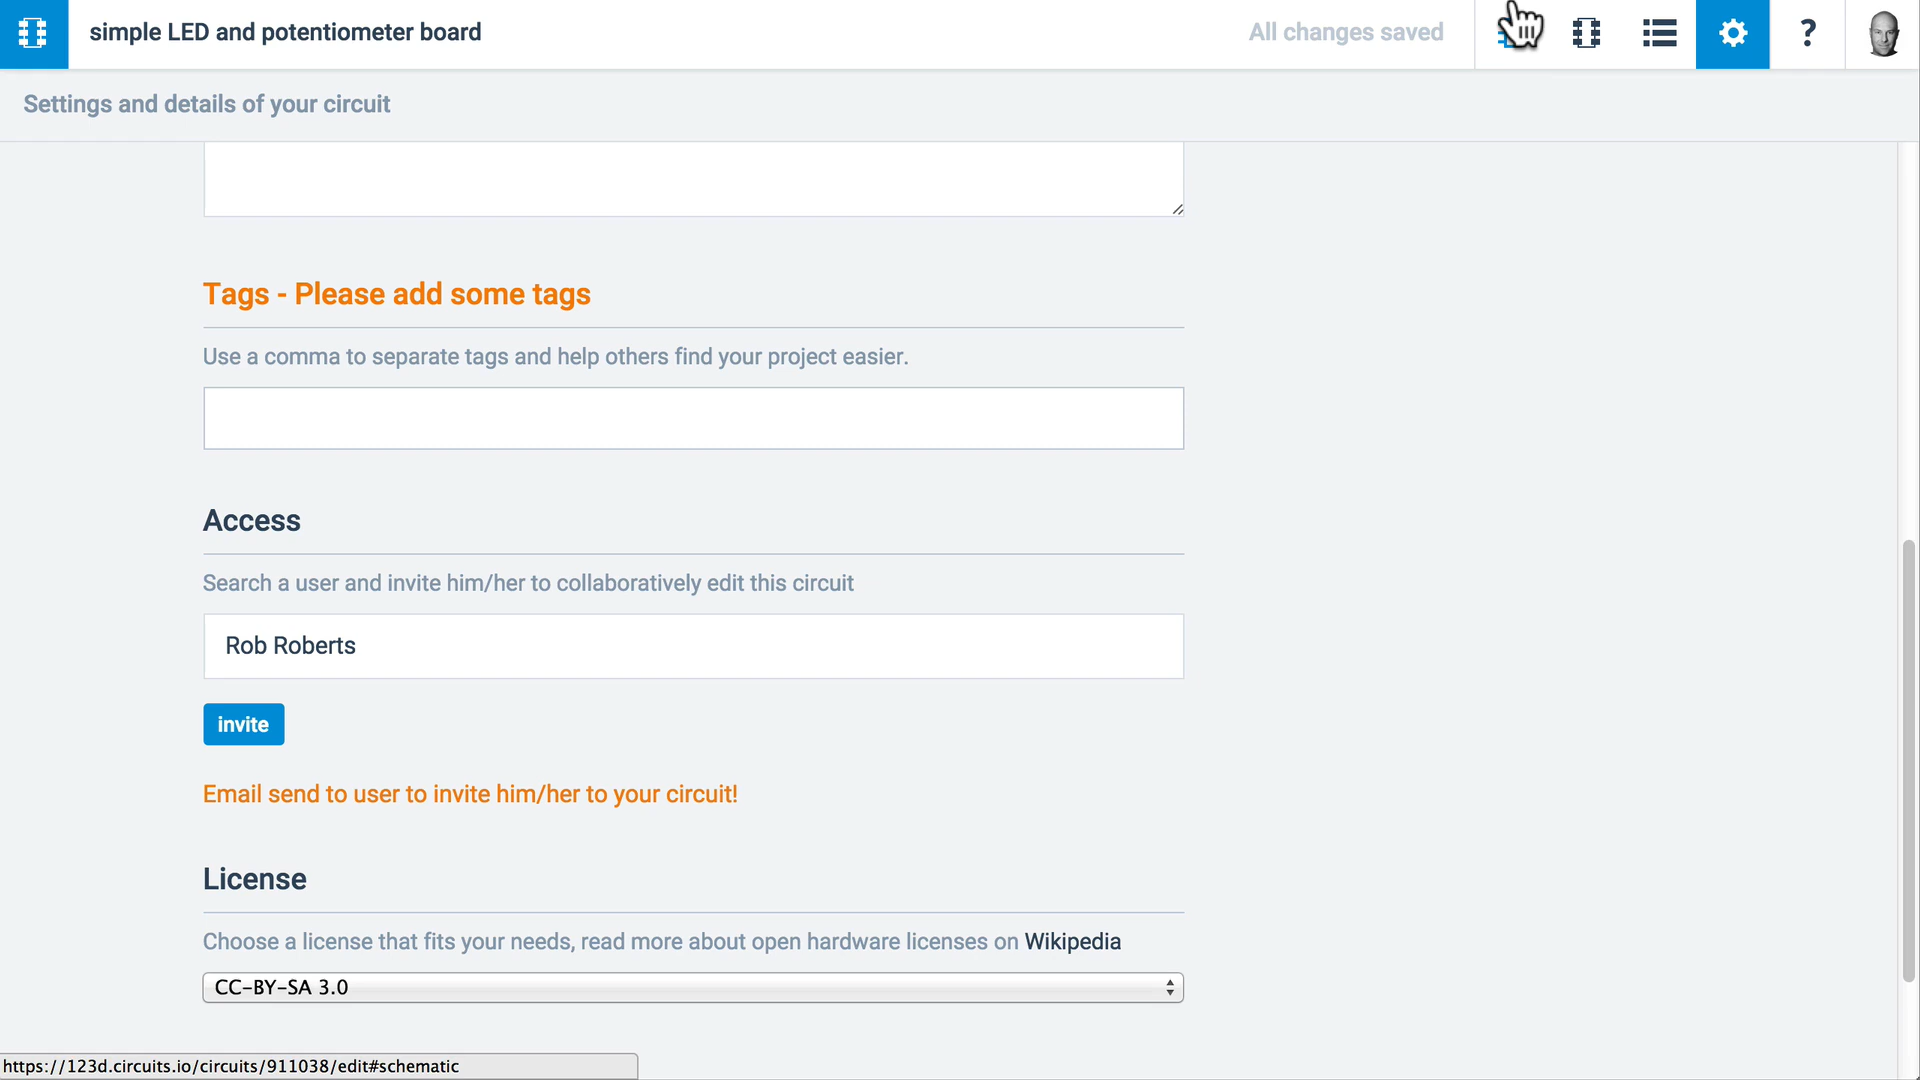 simple LED and potentiometer board
All changes saved
?
Settings and details of your circuit
Tags - Please add some tags
Use a comma to separate tags and help others find your project easier.
Access
Search a user and invite him/her to collaboratively edit this circuit
Rob Roberts
invite
Email send to user to invite him/her to your circuit!
License
Choose a license that fits your needs, read more about open hardware licenses on Wikipedia
CC-BY-SA 3.0
https://123d.circuits.io/circuits/911038/edit#schematic